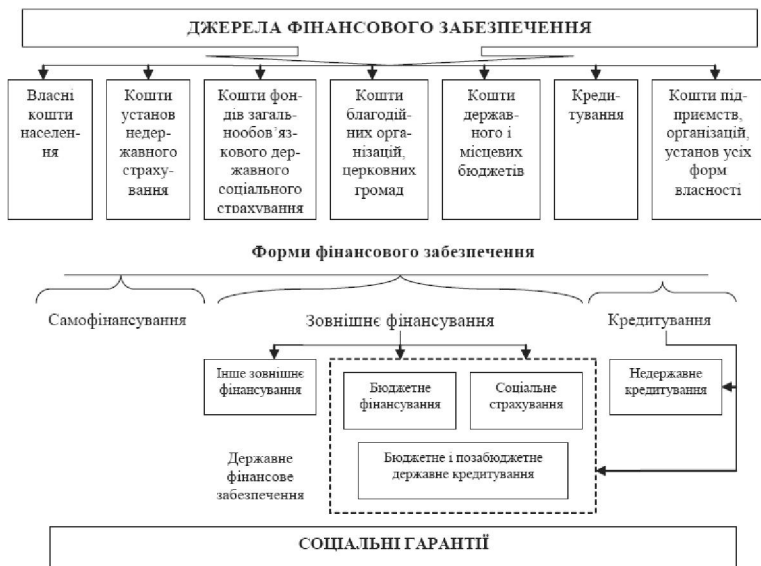 ДЖЕРЕЛА ФІНАНСОВОГО ЗАБЕЗПЕЧЕННЯ
Власні
кошти
населен-
ня
Кошти
установ
недер-
жавного
страху-
вання
Кошти фон-
дів загаль-
нообов’яз-
кового дер-
жавного
соціального
страхування
Кошти
благодій-
них орга-
нізацій,
церковних
громад
Кошти
державн-
ного і
місцевих
бюджетів
Креди-
тування
Кошти під-
приємств,
організацій,
установ усіх
форм
власності
Форми фінансового забезпечення
Самофінансування
Зовнішнє фінансування
Кредитування
Інше зовнішнє
фінансування
Бюджетне
фінансування
Соціальне
страхування
Недержавне
кредитування
Державне
фінансове
забезпечення
Бюджетне і позабюджетне
державне кредитування
СОЦІАЛЬНІ ГАРАНТІЇ